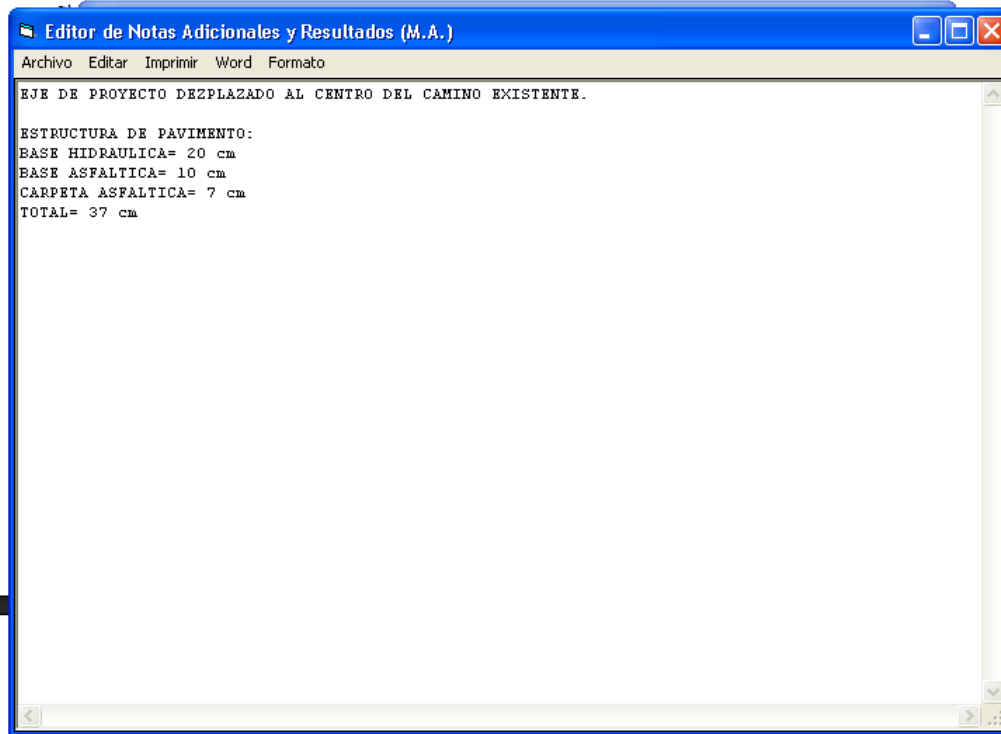 Editor de Notas Adicionales y Resultados (M.A.)
Archivo Editar Imprimir Word Formato
EJE DE PROYECTO DEZPLAZADO AL CENTRO DEL CAMINO EXISTENTE.
ESTRUCTURA DE PAVIMENTO:
BASE HIDRAULICA= 20 cm
BASE ASFALTICA= 10 cm
CARPETA ASFALTICA= 7 cm
TOTAL= 37 cm